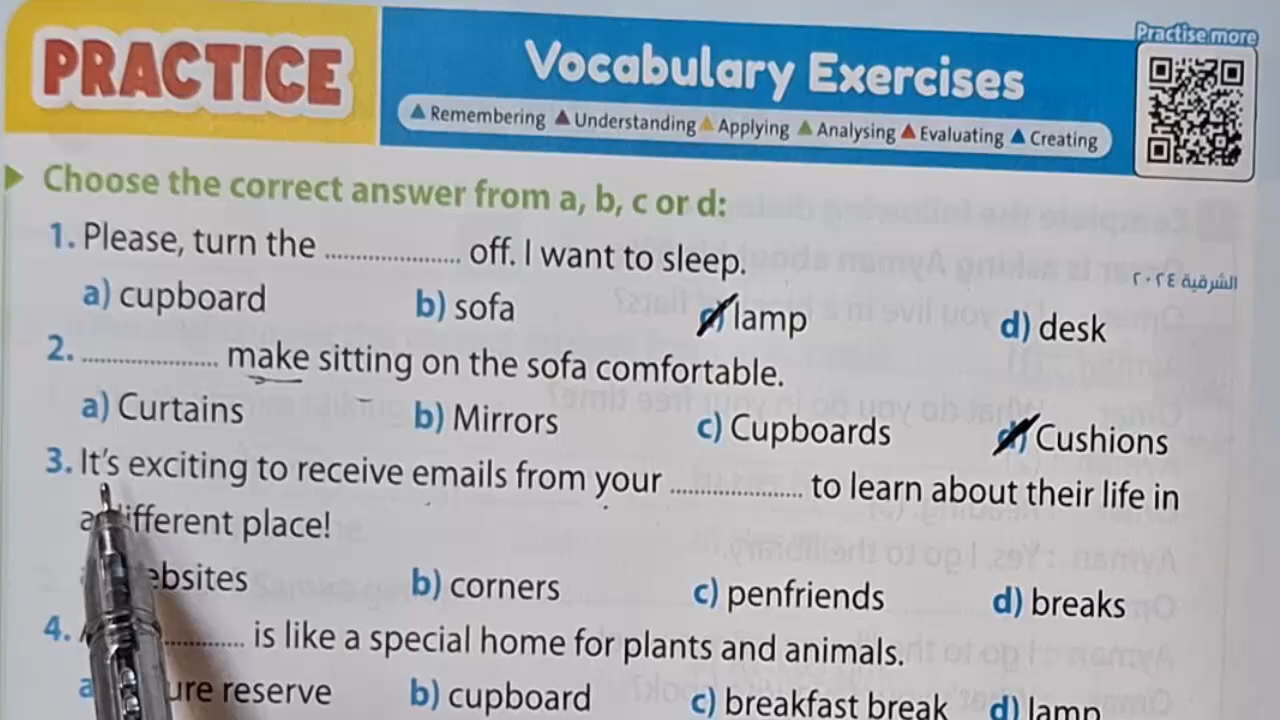 PRACTICE
Vocabulary Exercises
Practise more
Remembering Understanding Applying Analysing Evaluating Creating
Choose the correct answer from a, b, c or d:
1. Please, turn the .................... off. I want to sleep.
الشرقية ٢٠٢٤
a) cupboard b) sofa c) lamp d) desk
2. .................... make sitting on the sofa comfortable.
a) Curtains b) Mirrors c) Cupboards d) Cushions
3. It's exciting to receive emails from your .................... to learn about their life in
a different place!
b) corners c) penfriends d) breaks
4. .................... is like a special home for plants and animals.
reserve b) cupboard c) breakfast break d) lamp